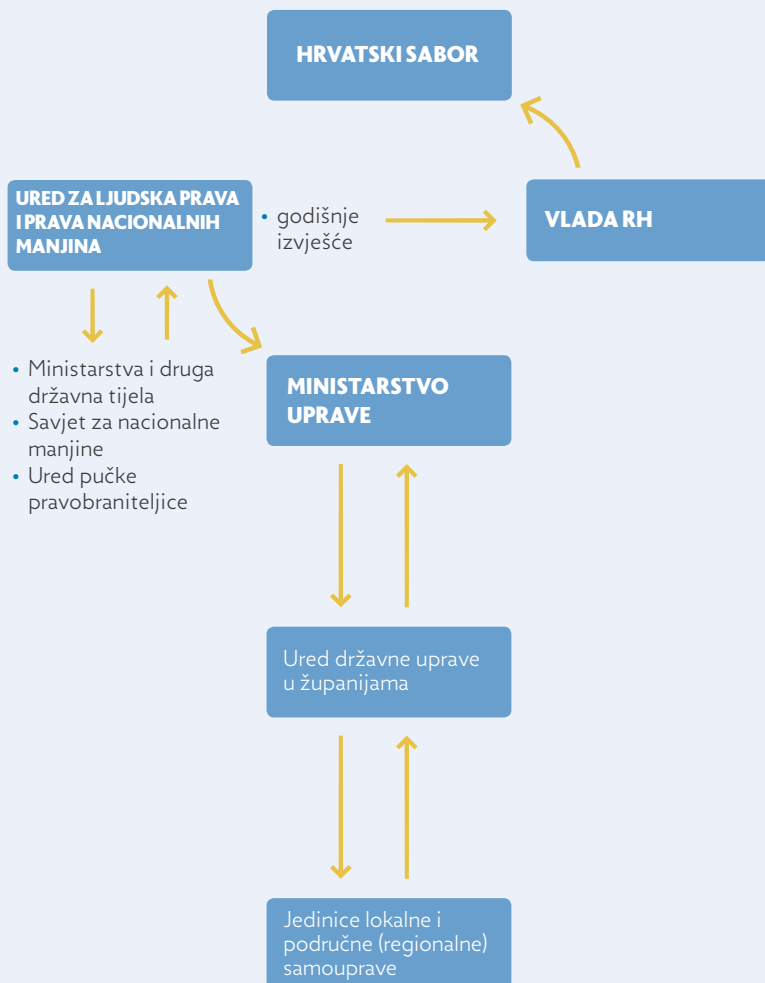 HRVATSKI SABOR
URED ZA LJUDSKA PRAVA
I PRAVA NACIONALNIH
MANJINA
• godišnje
izvješće
VLADA RH
• Ministarstva i druga
državna tijela
• Savjet za nacionalne
manjine
• Ured pučke
pravobraniteljice
MINISTARSTVO
UPRAVE
Ured državne uprave
u županijama
Jedinice lokalne i
područne (regionalne)
samouprave